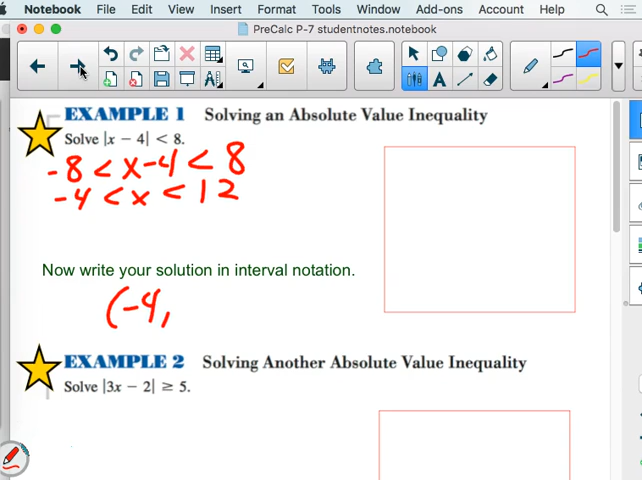 Notebook File Edit View Insert Format Tools Window Add-ons Account Help
PreCalc P-7 studentnotes.notebook
A A
EXAMPLE 1 Solving an Absolute Value Inequality
Solve |x − 4| < 8.
-8 < x -4 < 8
-4 < x < 12
Now write your solution in interval notation.
(-4,
EXAMPLE 2 Solving Another Absolute Value Inequality
Solve |3x − 2| ≥ 5.